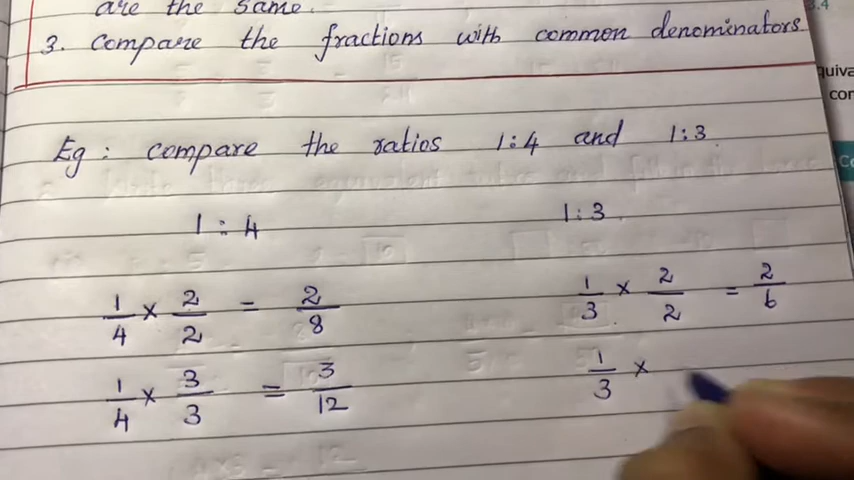 are the same.
3. Compare the fractions with common denominators
Eg: compare the ratios 1:4 and 1:3.
1:4 1:3
1/4 × 2/2 = 2/8 1/3 × 2/2 = 2/6
1/4 × 3/3 = 3/12 1/3 ×
3.4